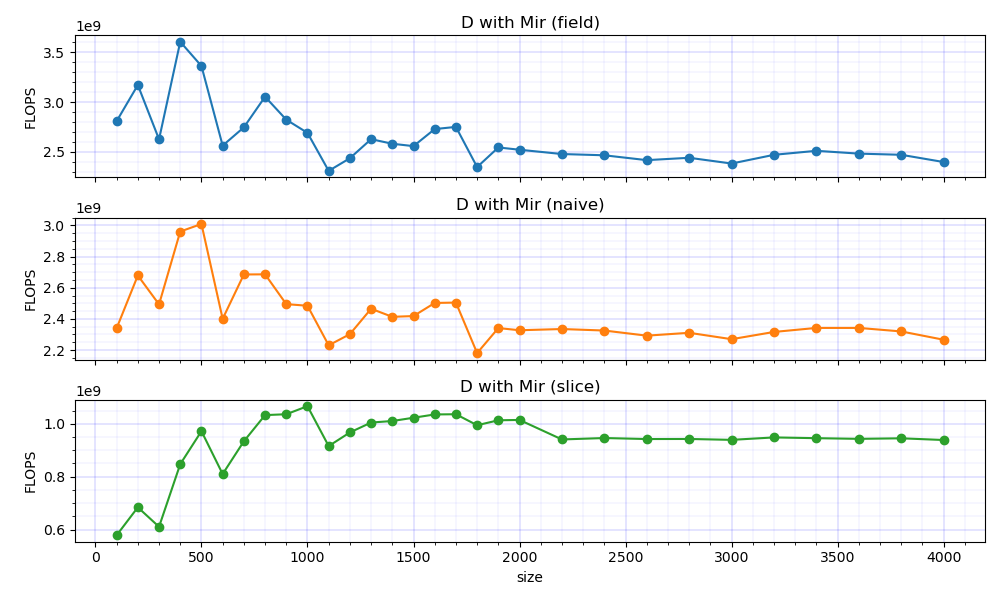 D with Mir (field)
1e9
3.5
3.0
2.5
FLOPS
D with Mir (naive)
1e9
3.0
2.8
2.6
2.4
2.2
FLOPS
D with Mir (slice)
1e9
1.0
0.8
0.6
FLOPS
0 500 1000 1500 2000 2500 3000 3500 4000
size